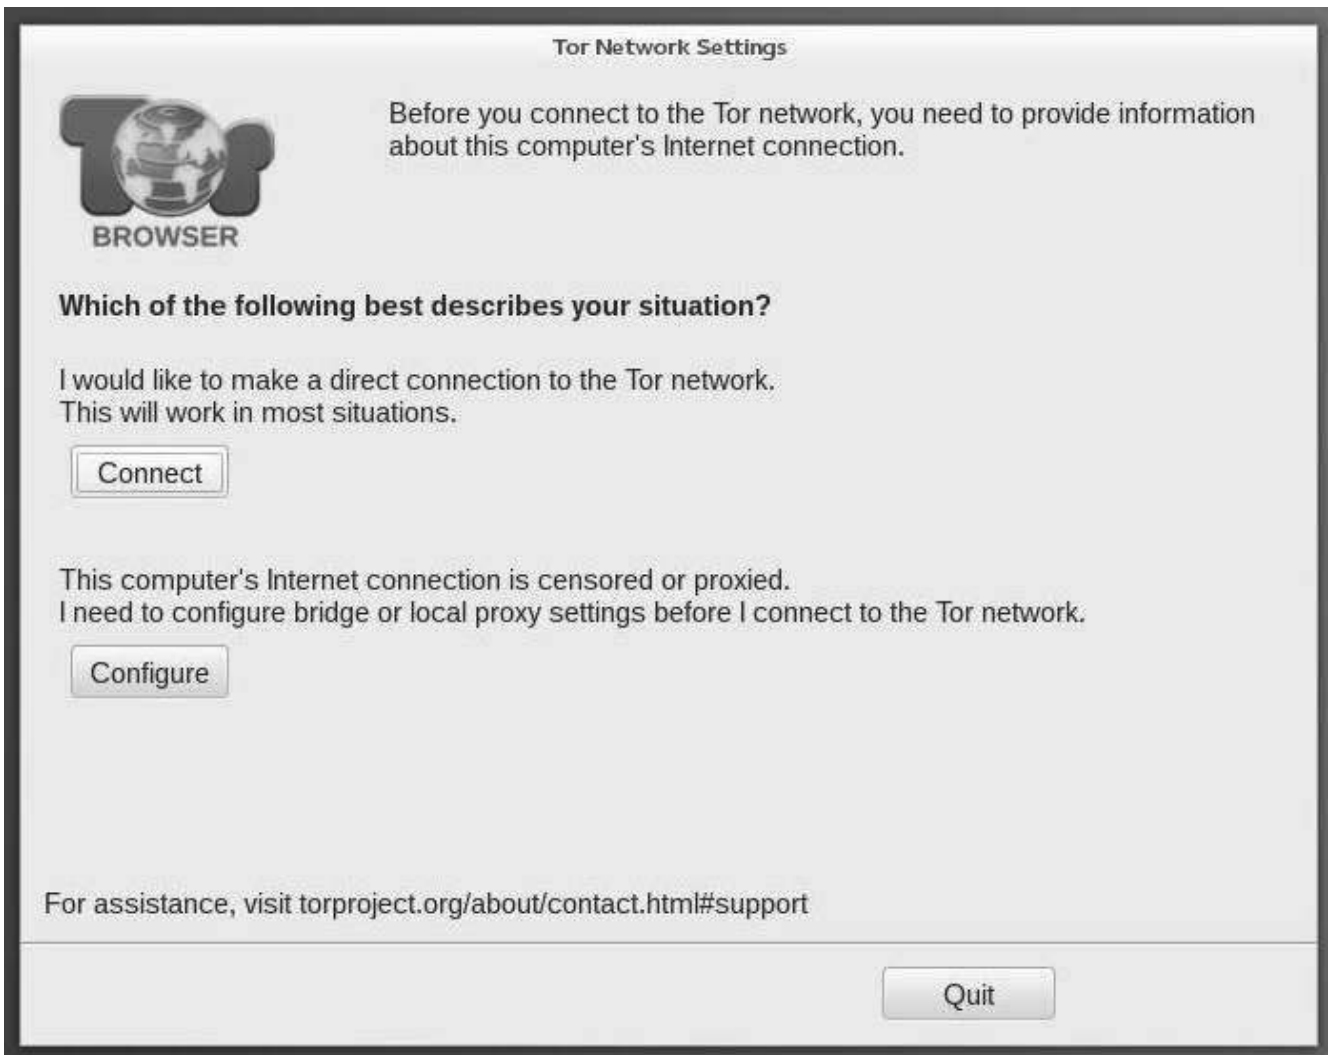 Tor Network Settings
Tor
BROWSER
Before you connect to the Tor network, you need to provide information
about this computer's Internet connection.
Which of the following best describes your situation?
I would like to make a direct connection to the Tor network.
This will work in most situations.
Connect
This computer's Internet connection is censored or proxied.
I need to configure bridge or local proxy settings before I connect to the Tor network.
Configure
For assistance, visit torproject.org/about/contact.html#support
Quit